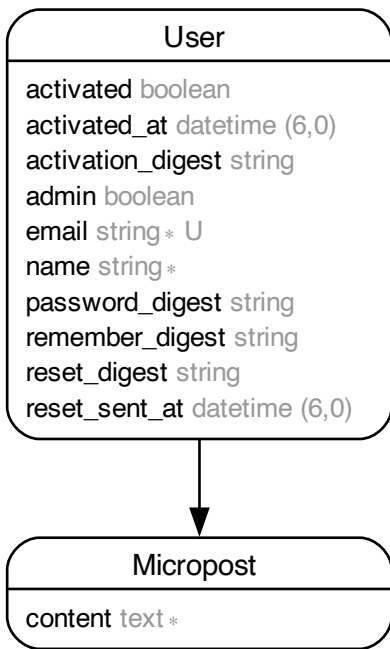 User
activated boolean
activated_at datetime (6,0)
activation_digest string
admin boolean
email string∗ U
name string∗
password_digest string
remember_digest string
reset_digest string
reset_sent_at datetime (6,0)
Micropost
content text∗